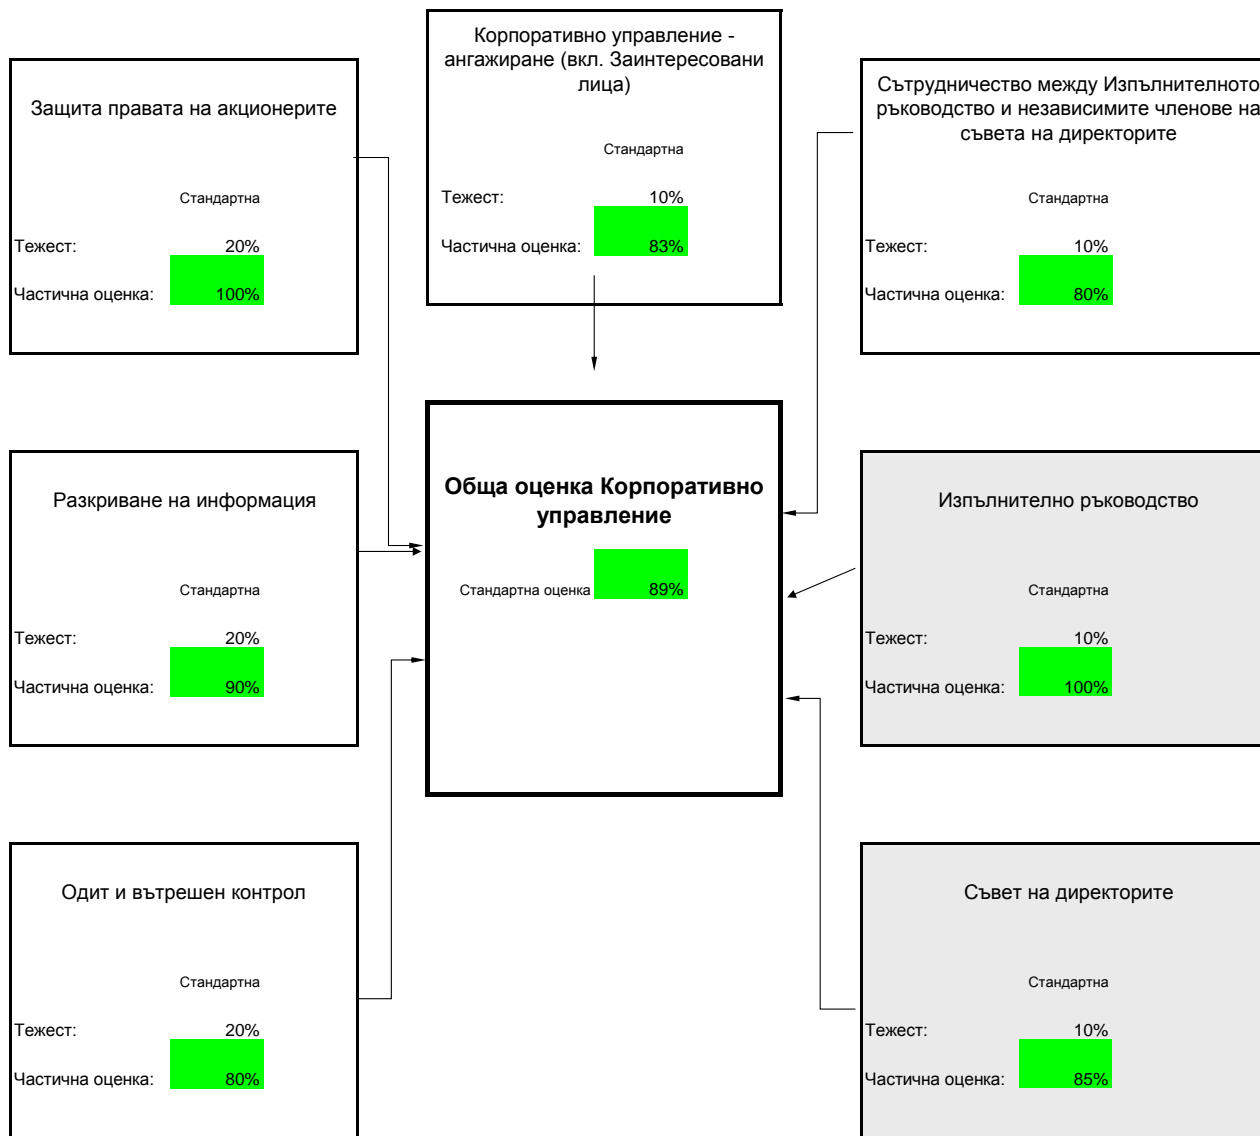 Корпоративно управление -
ангажиране (вкл. Заинтересовани
лица)
Стандартна
Тежест: 10%
Частична оценка: 83%
Защита правата на акционерите
Стандартна
Тежест: 20%
Частична оценка: 100%
Сътрудничество между Изпълнителното
ръководство и независимите членове на
съвета на директорите
Стандартна
Тежест: 10%
Частична оценка: 80%
Разкриване на информация
Стандартна
Тежест: 20%
Частична оценка: 90%
Обща оценка Корпоративно
управление
Стандартна оценка 89%
Изпълнително ръководство
Стандартна
Тежест: 10%
Частична оценка: 100%
Одит и вътрешен контрол
Стандартна
Тежест: 20%
Частична оценка: 80%
Съвет на директорите
Стандартна
Тежест: 10%
Частична оценка: 85%